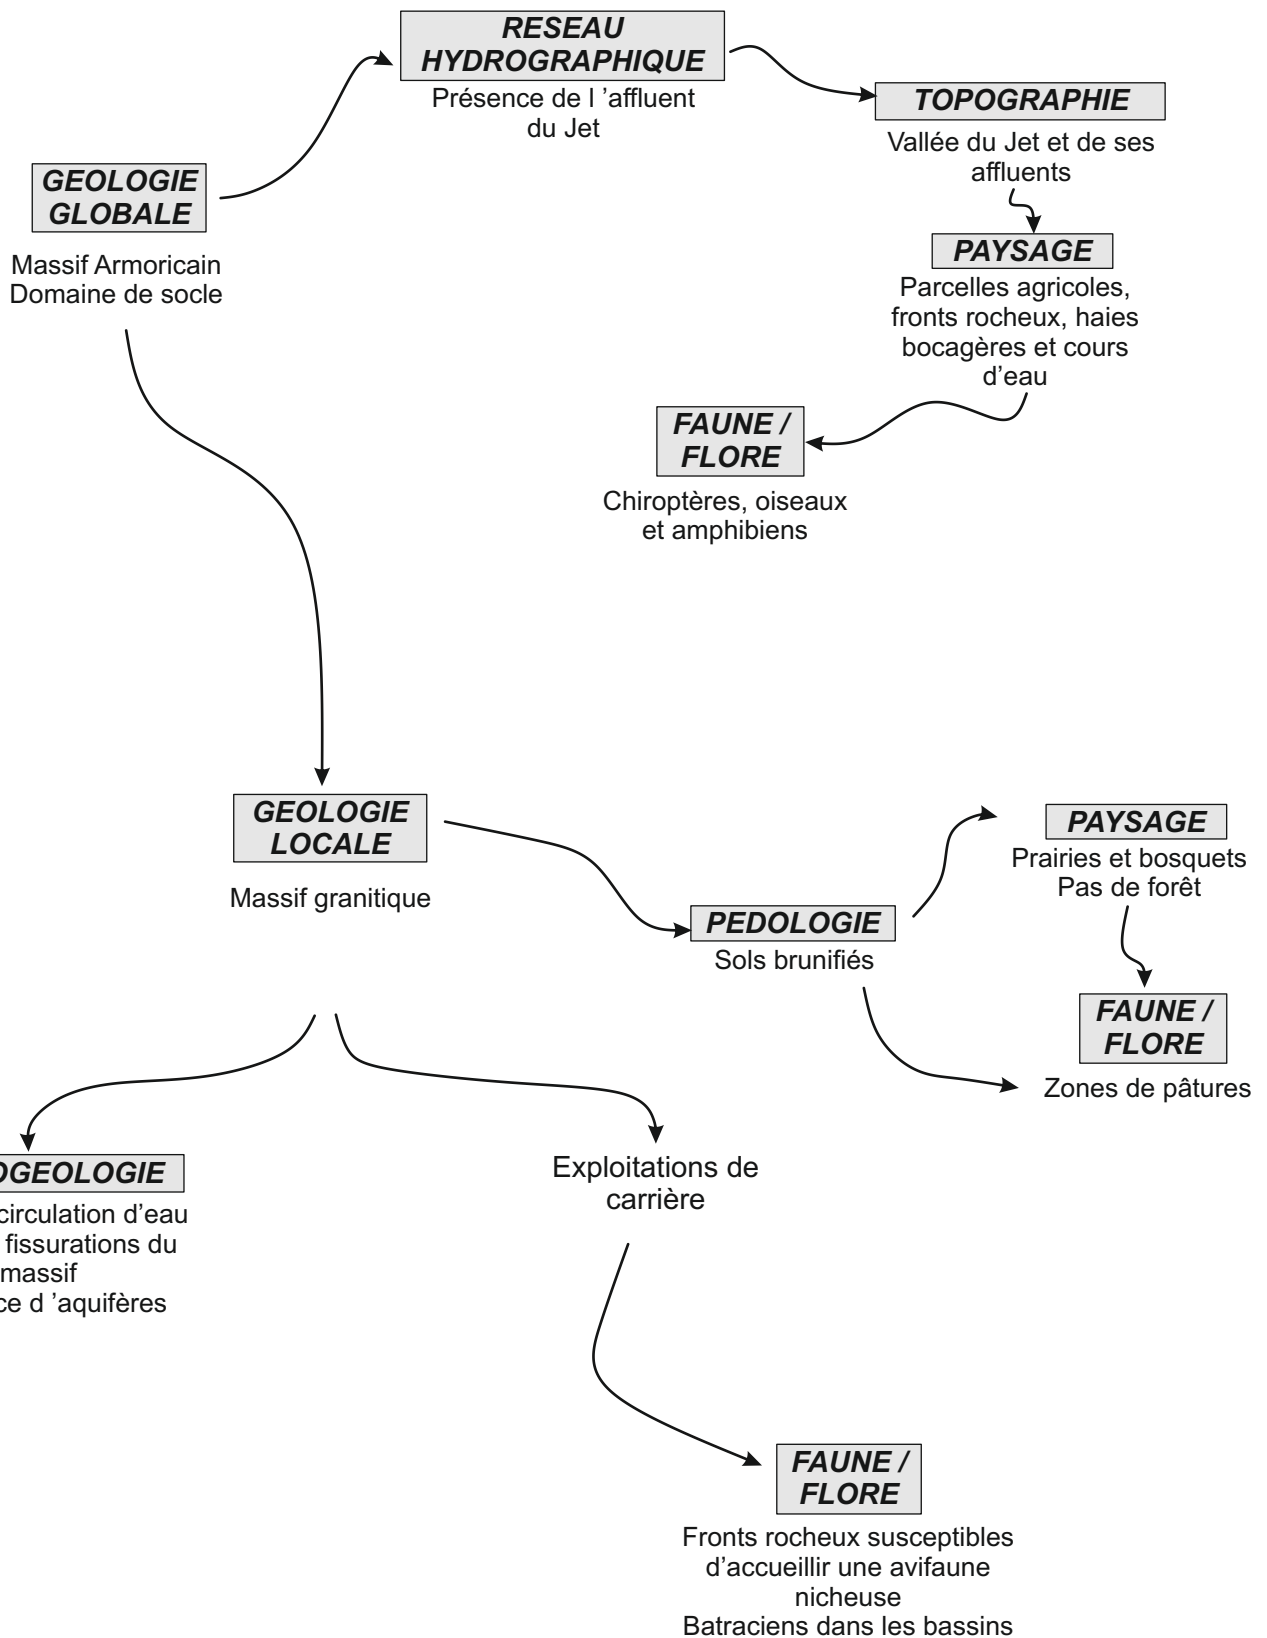 RESEAU
HYDROGRAPHIQUE
Présence de l ’affluent
du Jet
TOPOGRAPHIE
Vallée du Jet et de ses
affluents
GEOLOGIE
GLOBALE
Massif Armoricain
Domaine de socle
PAYSAGE
Parcelles agricoles,
fronts rocheux, haies
bocagères et cours
d’eau
FAUNE /
FLORE
Chiroptères, oiseaux
et amphibiens
GEOLOGIE
LOCALE
Massif granitique
PEDOLOGIE
Sols brunifiés
PAYSAGE
Prairies et bosquets
Pas de forêt
FAUNE /
FLORE
Zones de pâtures
OGEOLOGIE
circulation d’eau
fissurations du
massif
ce d ’aquifères
Exploitations de
carrière
FAUNE /
FLORE
Fronts rocheux susceptibles
d’accueillir une avifaune
nicheuse
Batraciens dans les bassins